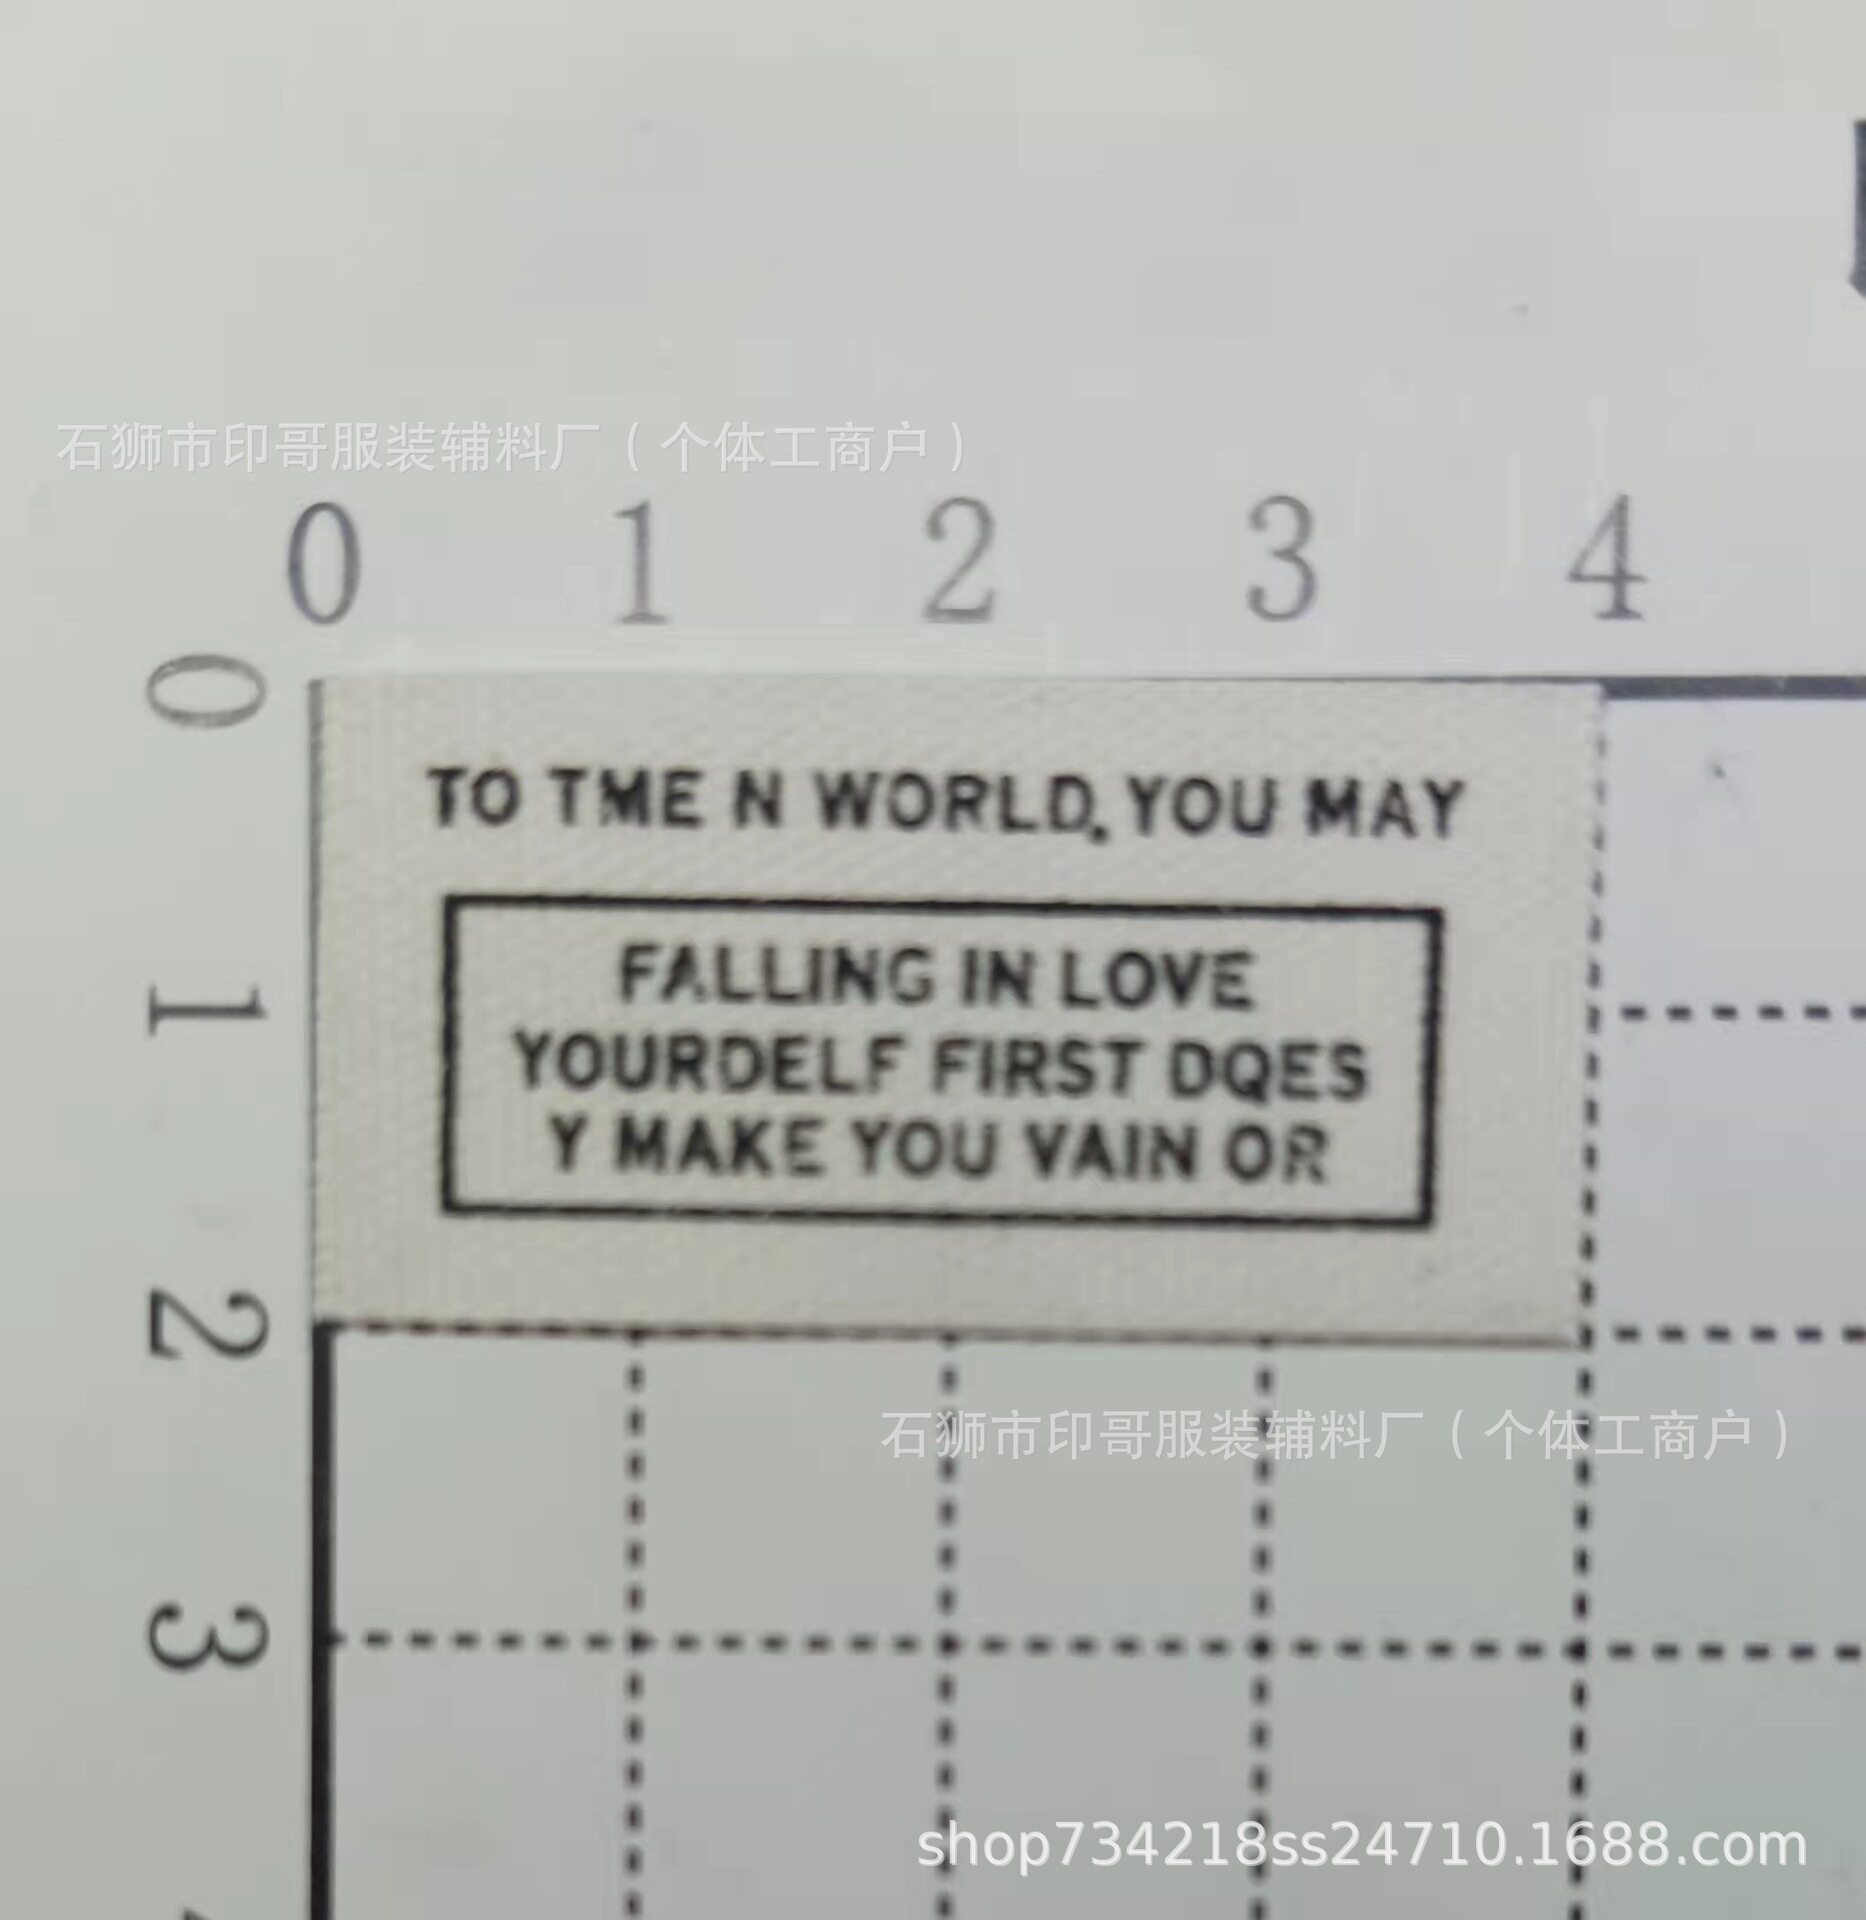 石狮市印哥服装辅料厂（个体工商户）
0 1 2 3 4
0
TO TME N WORLD. YOU MAY
FALLING IN LOVE
1
YOURDELF FIRST DQES
Y MAKE YOU VAIN OR
2
石狮市印哥服装辅料厂（个体工商户）
3
shop734218ss24710.1688.com